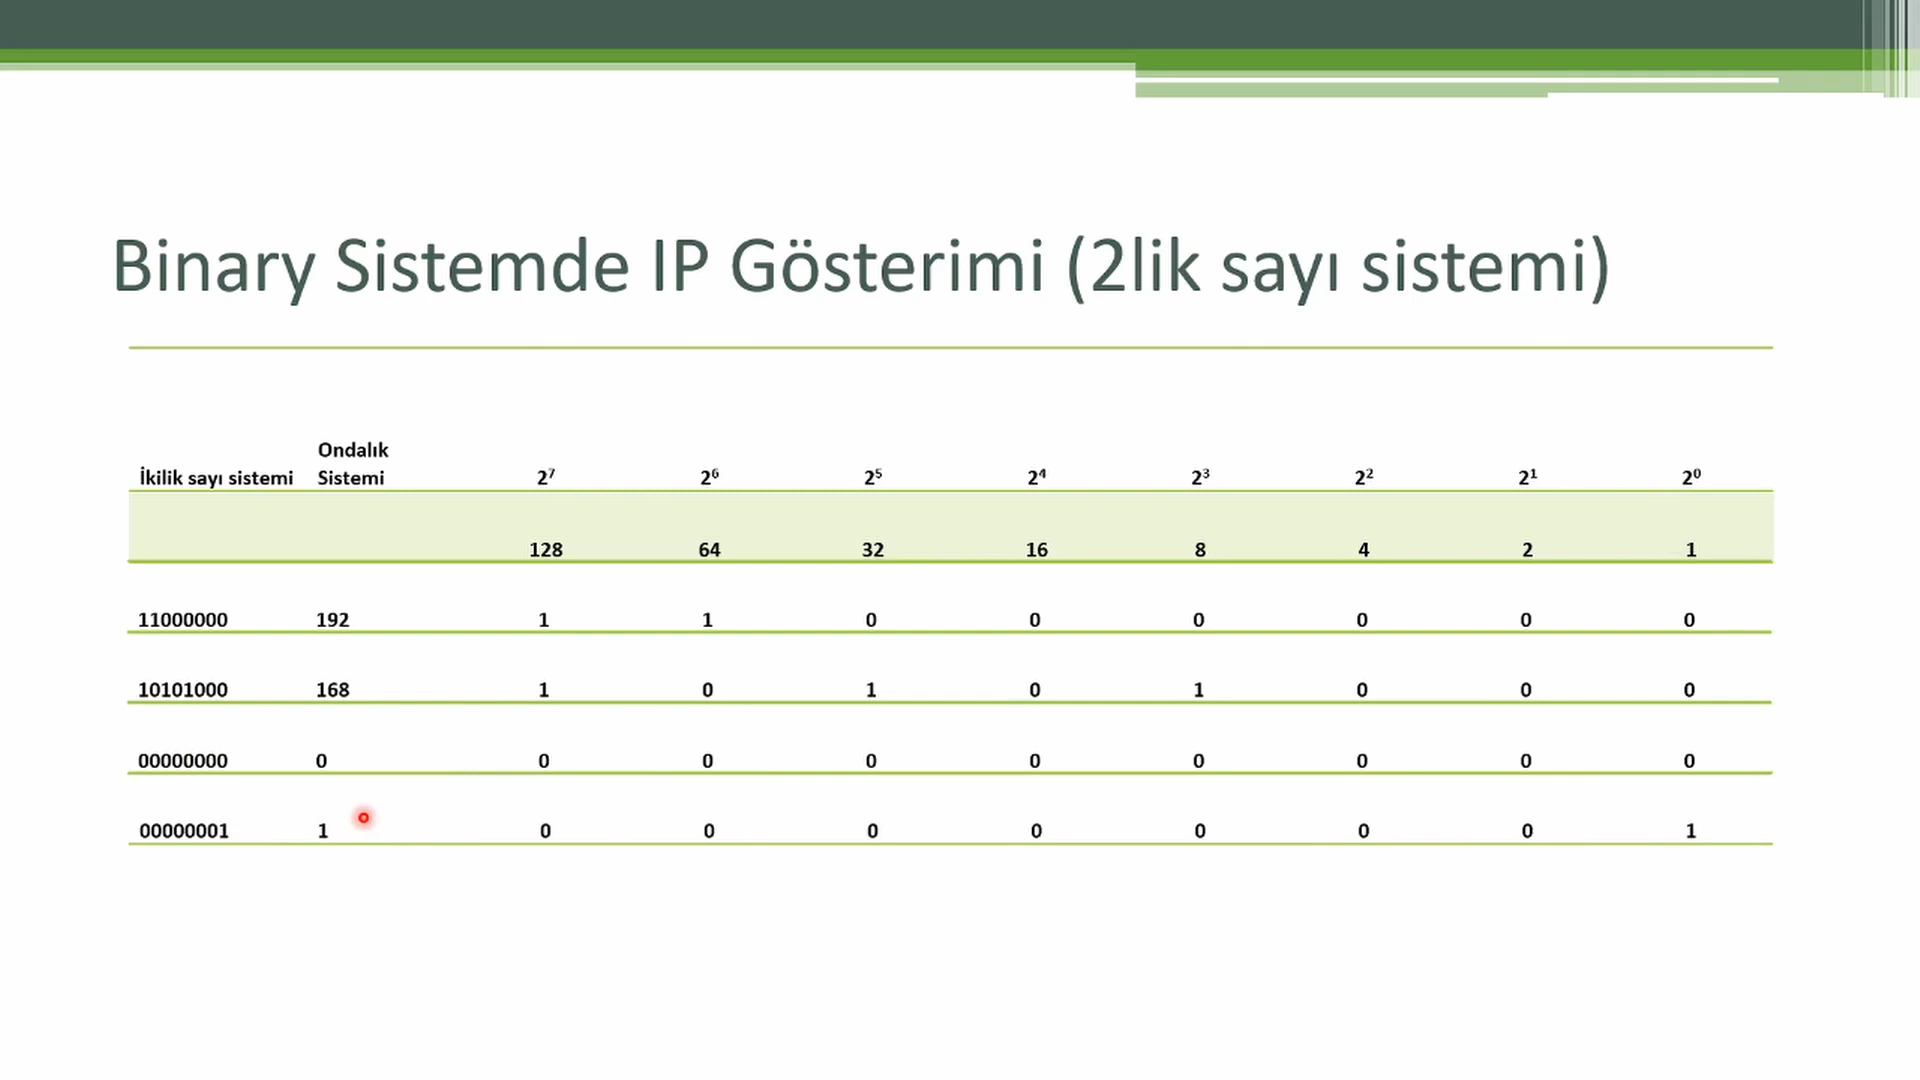 Binary Sistemde IP Gösterimi (2lik sayı sistemi)
İkilik sayı sistemi Ondalık Sistemi 2⁷ 2⁶ 2⁵ 2⁴ 2³ 2² 2¹ 2⁰
128 64 32 16 8 4 2 1
11000000 192 1 1 0 0 0 0 0 0
10101000 168 1 0 1 0 1 0 0 0
00000000 0 0 0 0 0 0 0 0 0
00000001 1 0 0 0 0 0 0 0 1